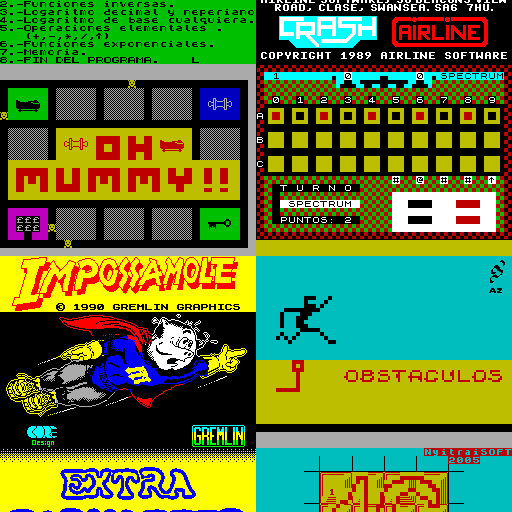 2.-Funciones inversas.
3.-Logaritmo decimal y neperiano
4.-Logaritmo de base cualquiera.
5.-Operaciones elementales .
(+,-,*,/,↑)
6.-Funciones exponenciales.
7.-Memoria.
8.-FIN DEL PROGRAMA. L
ROAD, CLASE, SWANSEA. SA6 7HU.
CRASH AIRLINE
COPYRIGHT 1989 AIRLINE SOFTWARE
OH
MUMMY!!
£££
£££
1 0 0 SPECTRUM
0 1 2 3 4 5 6 7 8 9
A
B
C
# @ # # ↑
TURNO
SPECTRUM
PUNTOS: 2
IMPOSSAMOLE
© 1990 GREMLIN GRAPHICS
m
CORE
Design
GREMLIN
AZ
OBSTACULOS
EXTRA
NyitraiSOFT
2005
1